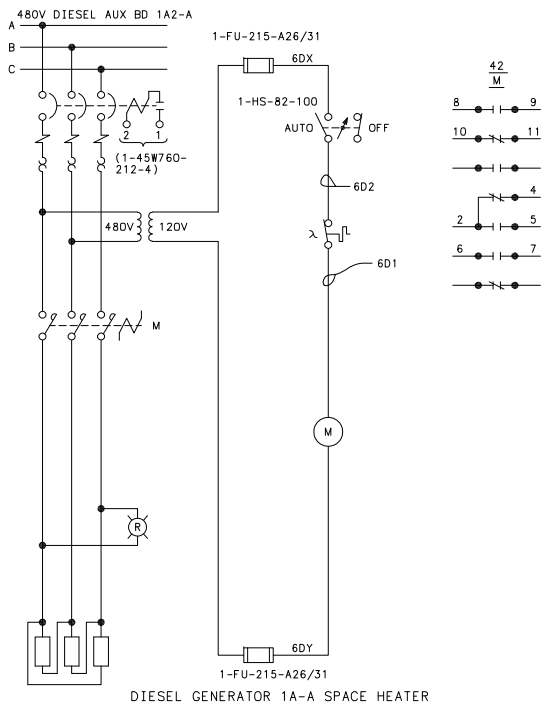 480V DIESEL AUX BD 1A2-A
A
B
C
1-FU-215-A26/31
6DX
42
M
1-HS-82-100
8 9
AUTO OFF
10 11
2 1
(1-45W760-
212-4)
6D2
4
480V 120V
2 5
λ
6 7
6D1
M
M
R
6DY
1-FU-215-A26/31
DIESEL GENERATOR 1A-A SPACE HEATER